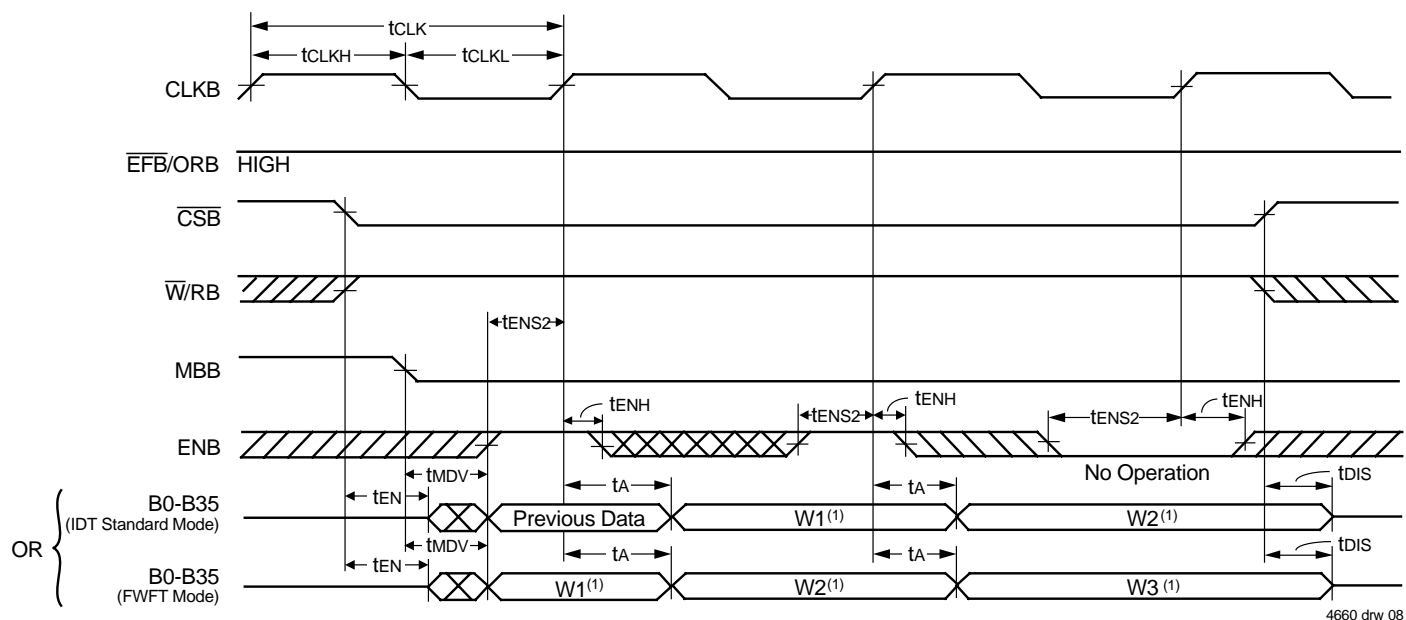 tCLK
tCLKH
tCLKL
CLKB
EFB/ORB HIGH
CSB
W/RB
tENS2
MBB
tENH
tENS2
tENH
tENS2
tENH
ENB
No Operation
tMDV
tEN
tA
tA
tDIS
B0-B35
(IDT Standard Mode)
Previous Data
W1(1)
W2(1)
OR
tMDV
tEN
tA
tA
tDIS
B0-B35
(FWFT Mode)
W1(1)
W2(1)
W3 (1)
4660 drw 08